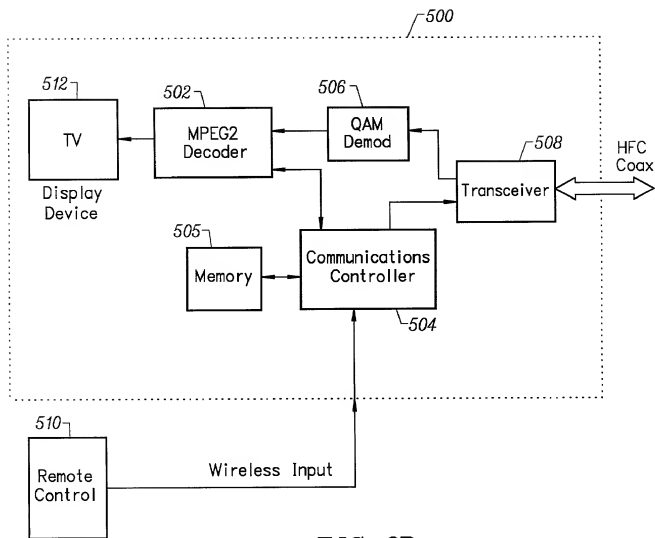 500
512
TV
Display
Device
502
MPEG2
Decoder
506
QAM
Demod
508
Transceiver
HFC
Coax
505
Memory
Communications
Controller
504
510
Remote
Control
Wireless Input